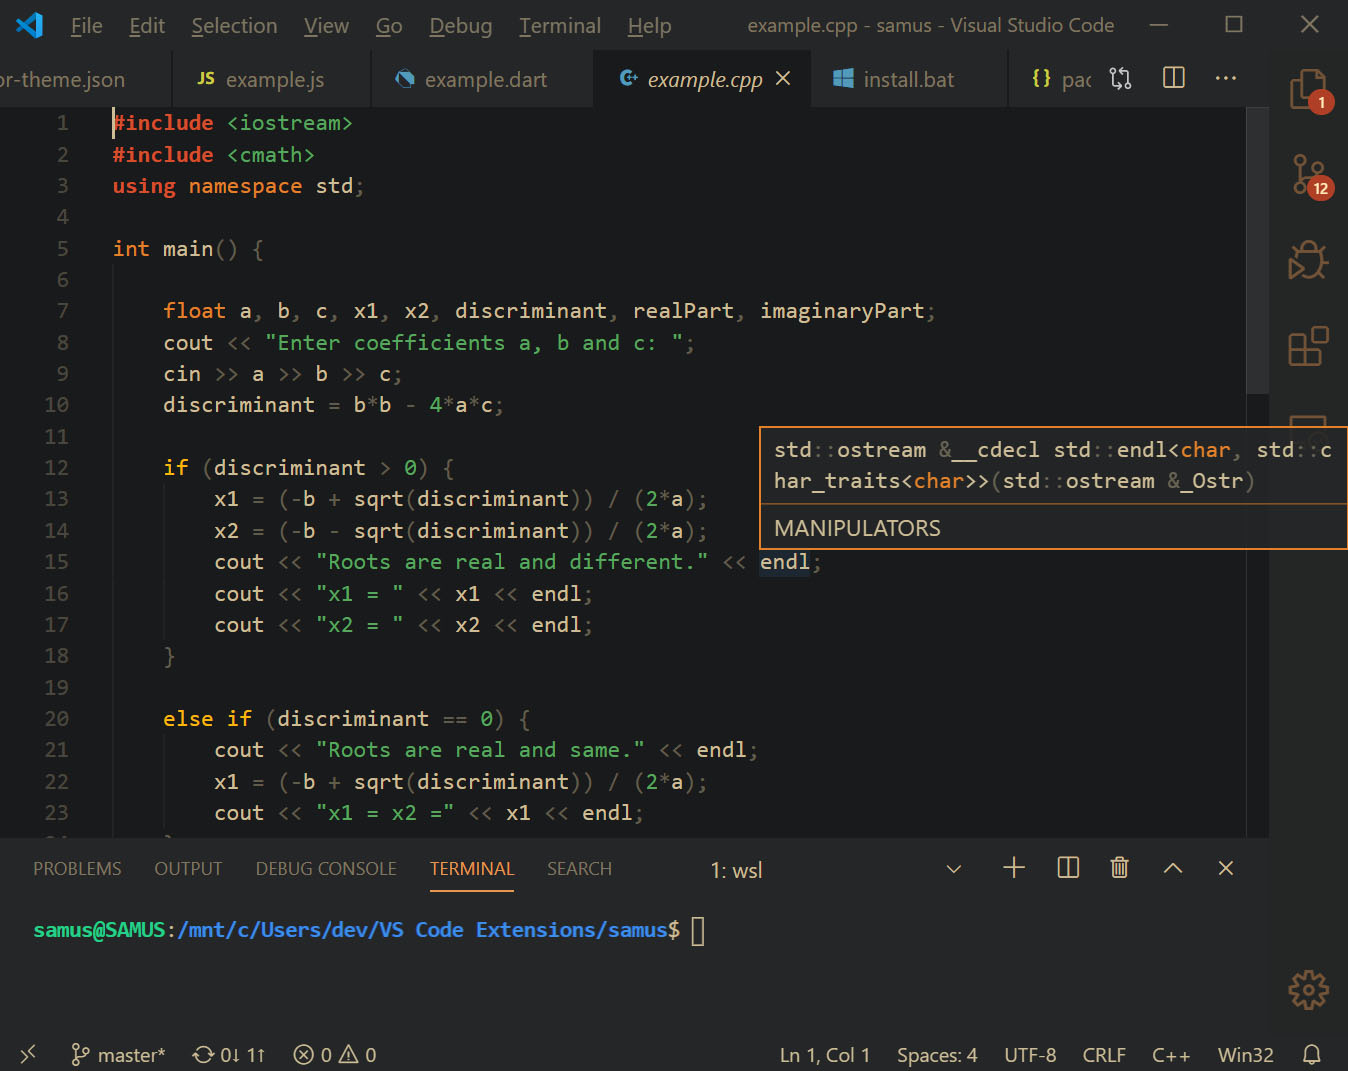 File Edit Selection View Go Debug Terminal Help example.cpp - samus - Visual Studio Code
or-theme.json JS example.js example.dart example.cpp install.bat {} pac
1 #include <iostream>
2 #include <cmath>
3 using namespace std;
4
5 int main() {
6
7 float a, b, c, x1, x2, discriminant, realPart, imaginaryPart;
8 cout << "Enter coefficients a, b and c: ";
9 cin >> a >> b >> c;
10 discriminant = b*b - 4*a*c;
11
12 if (discriminant > 0) {
13 x1 = (-b + sqrt(discriminant)) / (2*a);
14 x2 = (-b - sqrt(discriminant)) / (2*a);
15 cout << "Roots are real and different." << endl;
16 cout << "x1 = " << x1 << endl;
17 cout << "x2 = " << x2 << endl;
18 }
19
20 else if (discriminant == 0) {
21 cout << "Roots are real and same." << endl;
22 x1 = (-b + sqrt(discriminant)) / (2*a);
23 cout << "x1 = x2 =" << x1 << endl;
std::ostream &__cdecl std::endl<char, std::c
har_traits<char>>(std::ostream &_Ostr)
MANIPULATORS
1
12
PROBLEMS OUTPUT DEBUG CONSOLE TERMINAL SEARCH 1: wsl
samus@SAMUS:/mnt/c/Users/dev/VS Code Extensions/samus$
master* 0↓ 1↑ 0 0 Ln 1, Col 1 Spaces: 4 UTF-8 CRLF C++ Win32